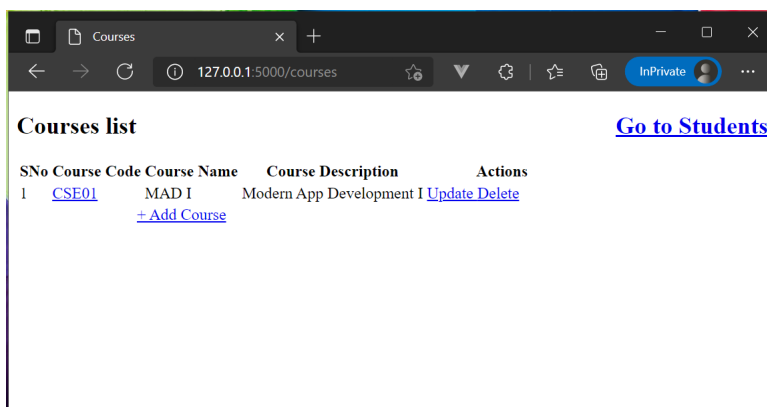 Courses
127.0.0.1:5000/courses InPrivate
Courses list Go to Students
SNo Course Code Course Name Course Description Actions
1 CSE01 MAD I Modern App Development I Update Delete
+ Add Course